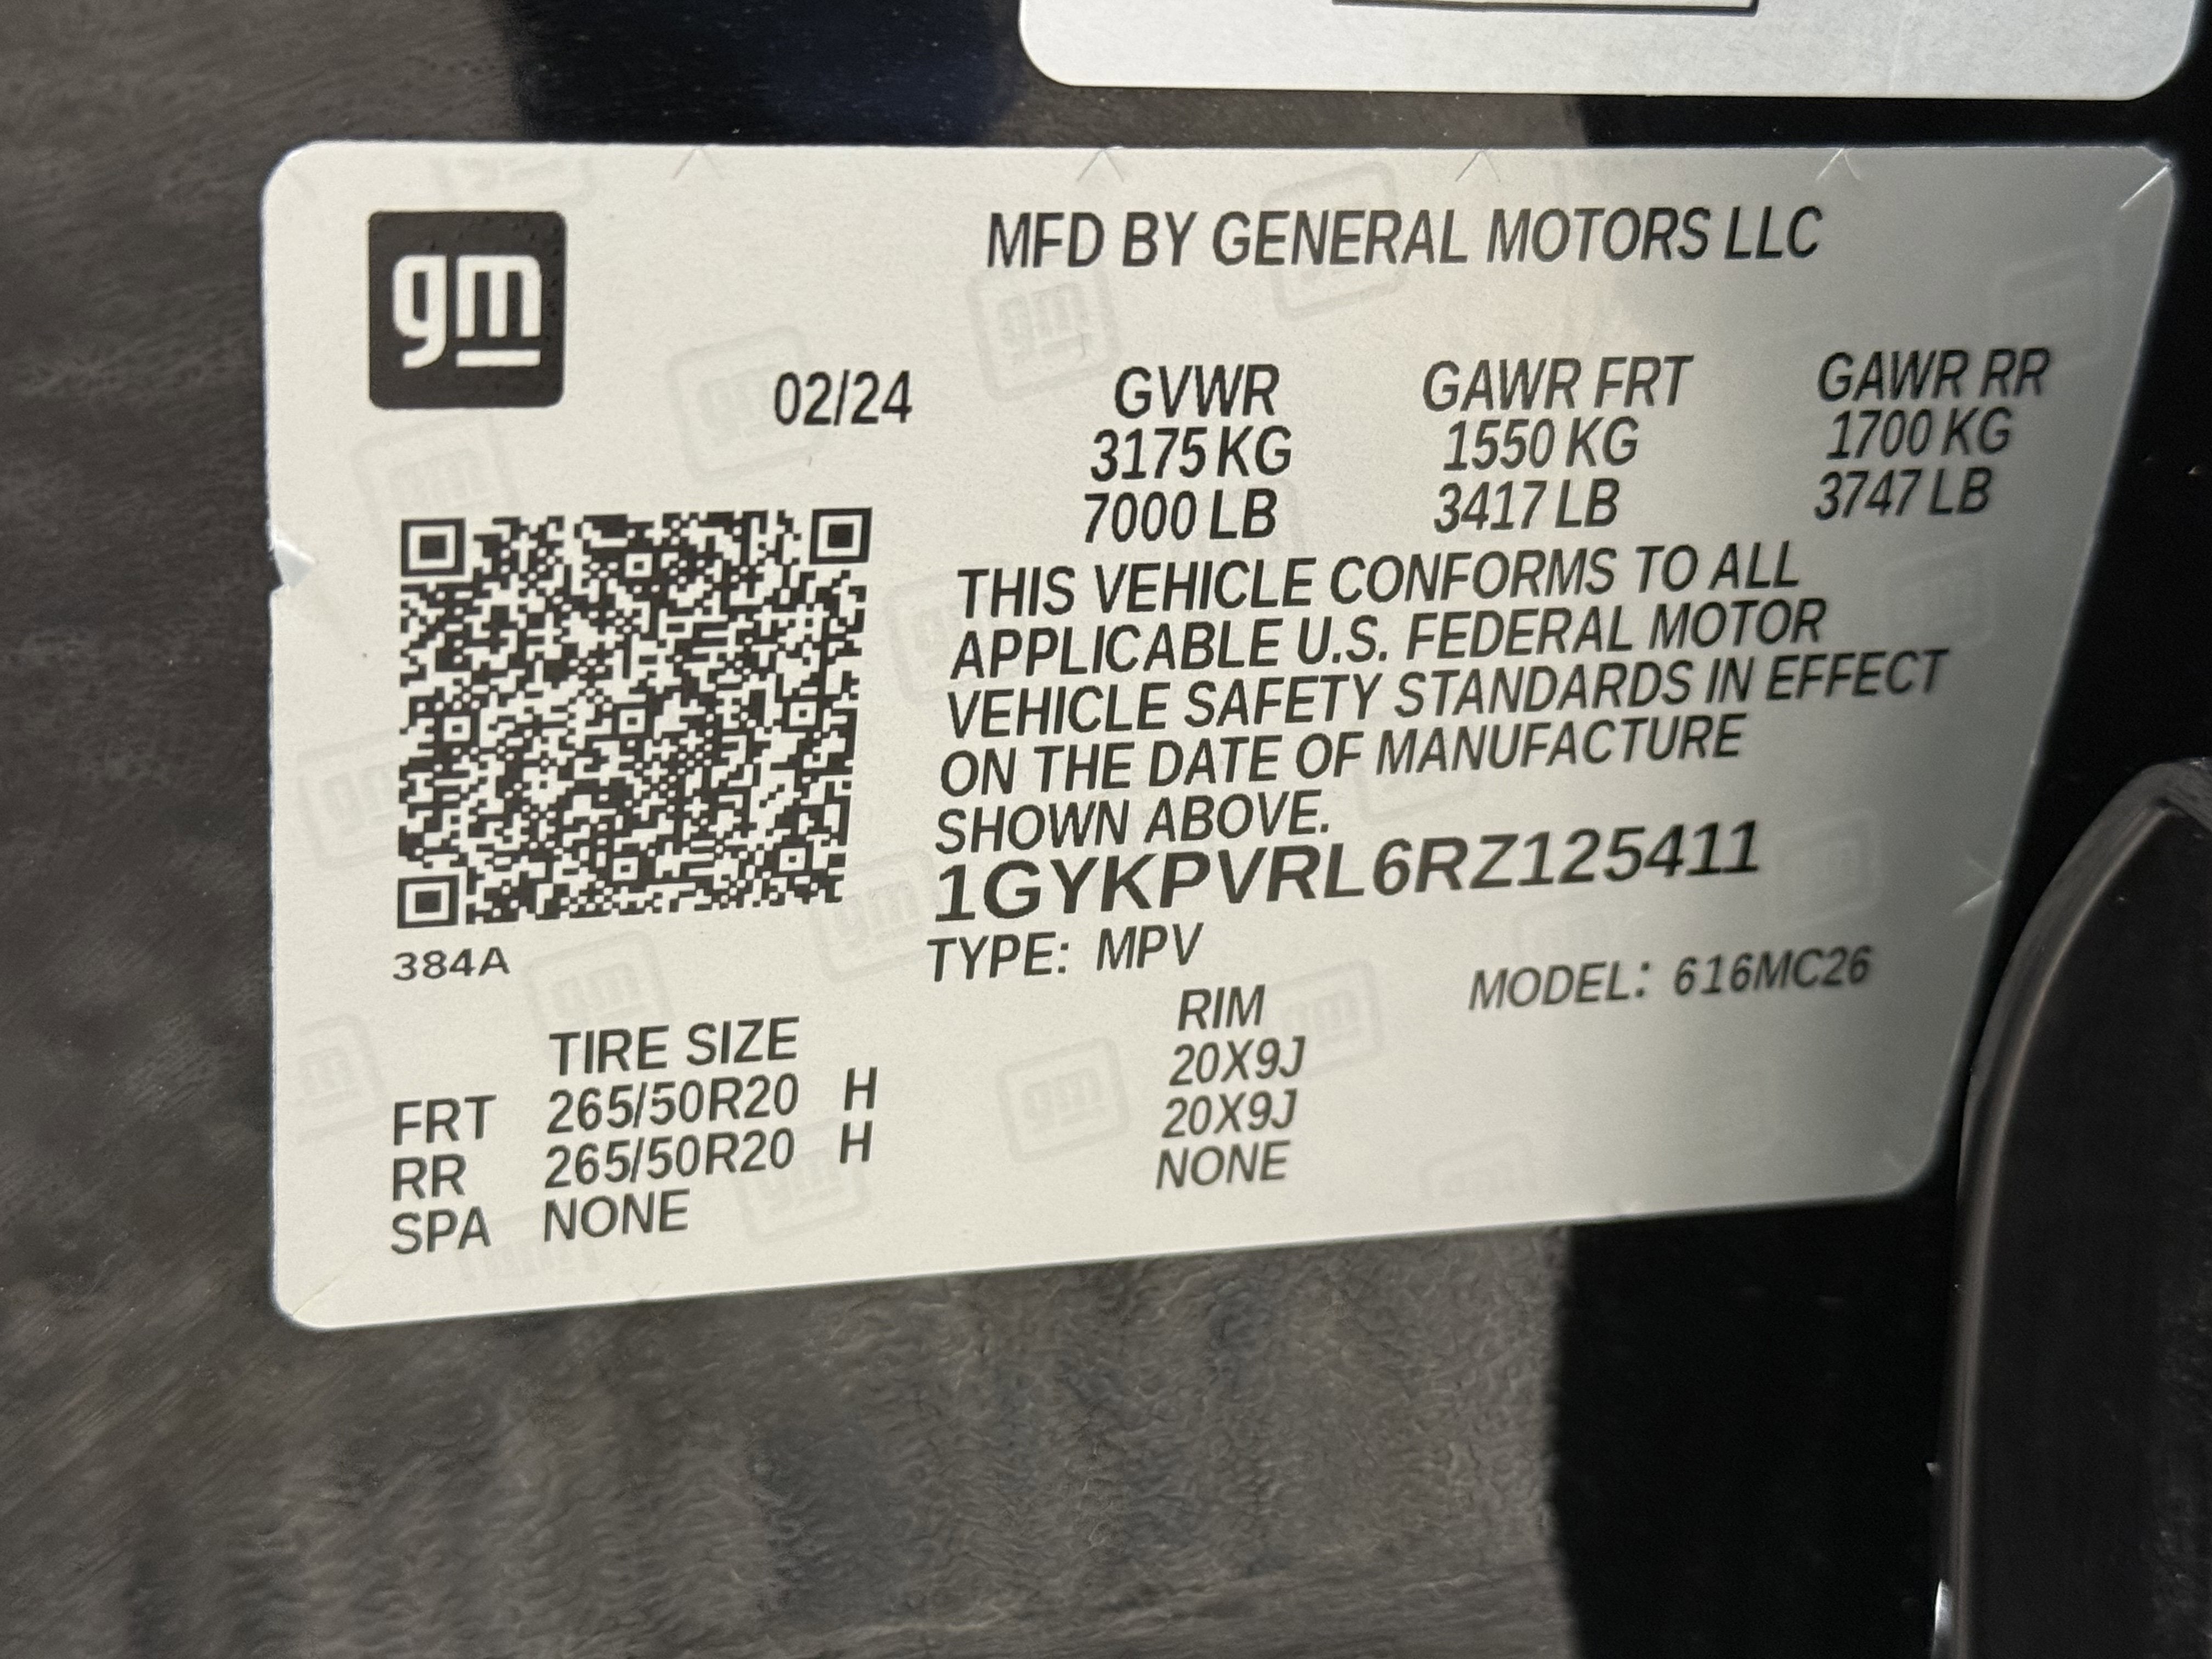 gm
MFD BY GENERAL MOTORS LLC
02/24 GVWR GAWR FRT GAWR RR
3175 KG 1550 KG 1700 KG
7000 LB 3417 LB 3747 LB
THIS VEHICLE CONFORMS TO ALL
APPLICABLE U.S. FEDERAL MOTOR
VEHICLE SAFETY STANDARDS IN EFFECT
ON THE DATE OF MANUFACTURE
SHOWN ABOVE.
1GYKPVRL6RZ125411
384A
TYPE: MPV MODEL: 616MC26
TIRE SIZE RIM
FRT 265/50R20 H 20X9J
RR 265/50R20 H 20X9J
SPA NONE NONE